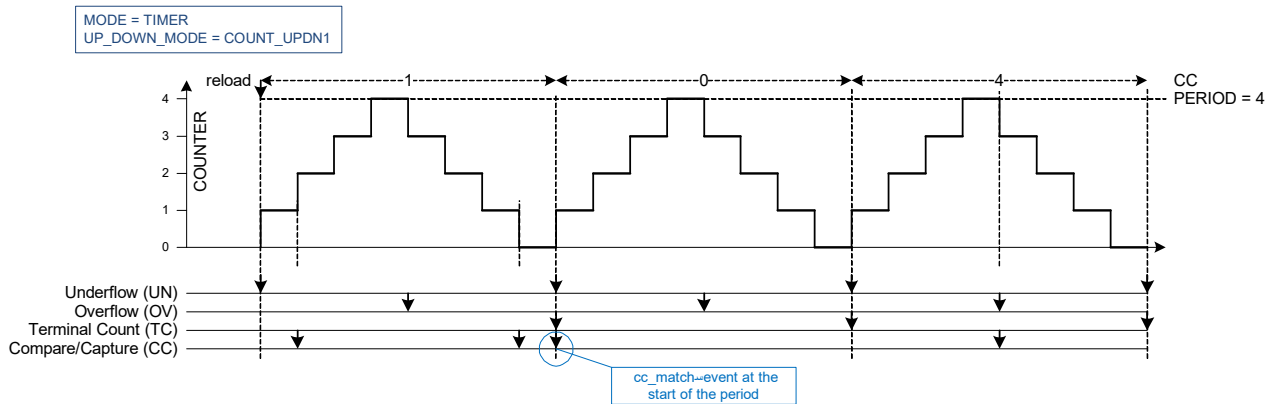 MODE = TIMER
UP_DOWN_MODE = COUNT_UPDN1
reload
1
0
4
CC
PERIOD = 4
4
3
2
1
0
COUNTER
Underflow (UN)
Overflow (OV)
Terminal Count (TC)
Compare/Capture (CC)
cc_match event at the
start of the period